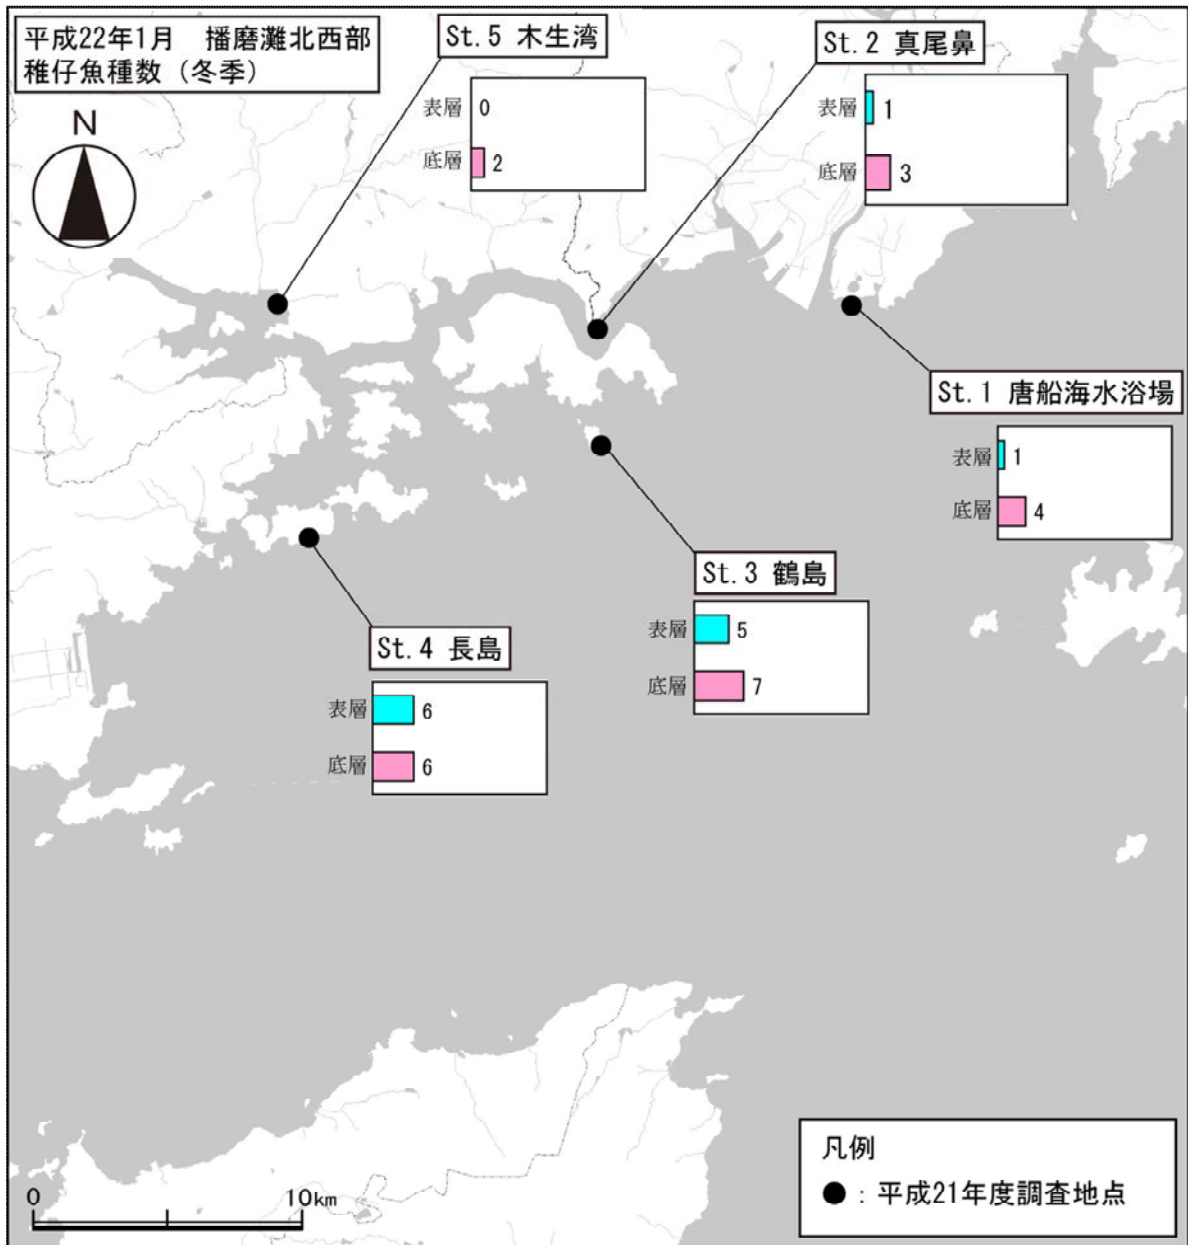 平成22年1月 播磨灘北西部
稚仔魚種数（冬季）
N
St.5 木生湾
表層 0
底層 2
St.2 真尾鼻
表層 1
底層 3
St.1 唐船海水浴場
表層 1
底層 4
St.3 鶴島
表層 5
底層 7
St.4 長島
表層 6
底層 6
0 10km
凡例
●：平成21年度調査地点